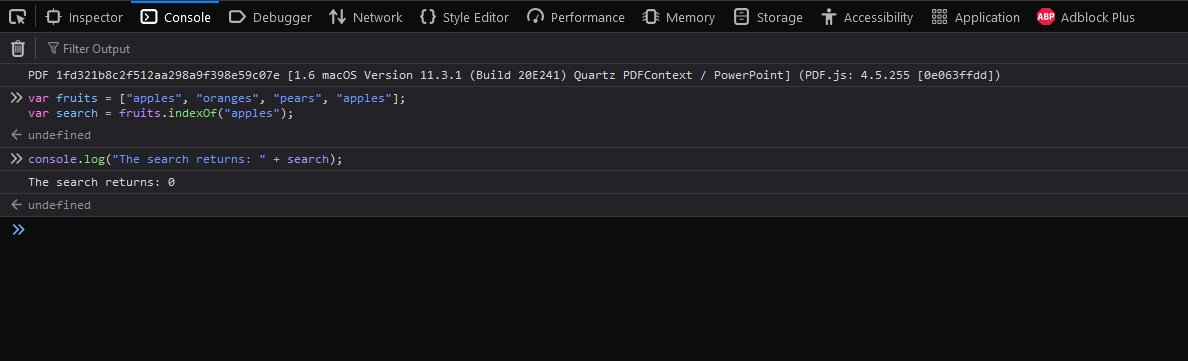 Inspector Console Debugger Network Style Editor Performance Memory Storage Accessibility Application ABP Adblock Plus
Filter Output
PDF 1fd321b8c2f512aa298a9f398e59c07e [1.6 macOS Version 11.3.1 (Build 20E241) Quartz PDFContext / PowerPoint] (PDF.js: 4.5.255 [0e063ffdd])
var fruits = ["apples", "oranges", "pears", "apples"];
var search = fruits.indexOf("apples");
undefined
console.log("The search returns: " + search);
The search returns: 0
undefined